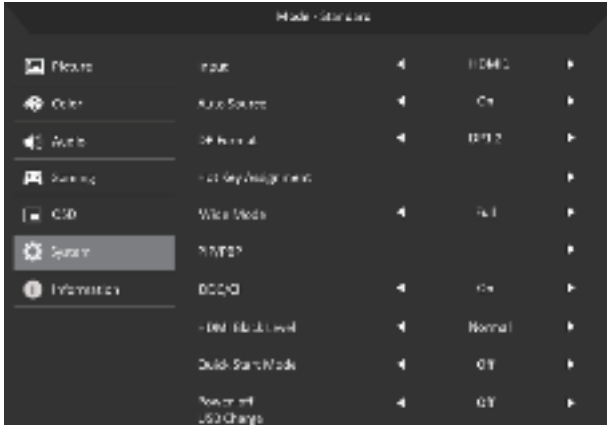 Mode - Standard
Picture
Input
HDMI1
Color
Auto Source
On
Audio
DP Format
DP1.2
Gaming
Hot Key Assignment
OSD
Wide Mode
Full
System
PIP/PBP
Information
DDC/CI
On
HDMI Black Level
Normal
Quick Start Mode
Off
Power off
USB Charge
Off